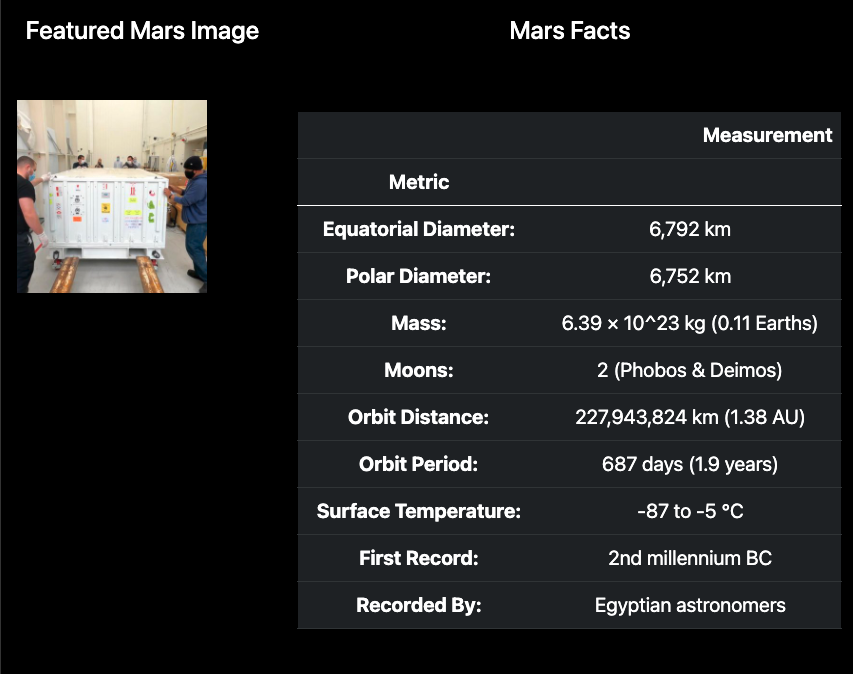 Featured Mars Image
Mars Facts
Measurement
Metric
Equatorial Diameter: 6,792 km
Polar Diameter: 6,752 km
Mass: 6.39 × 10^23 kg (0.11 Earths)
Moons: 2 (Phobos & Deimos)
Orbit Distance: 227,943,824 km (1.38 AU)
Orbit Period: 687 days (1.9 years)
Surface Temperature: -87 to -5 °C
First Record: 2nd millennium BC
Recorded By: Egyptian astronomers